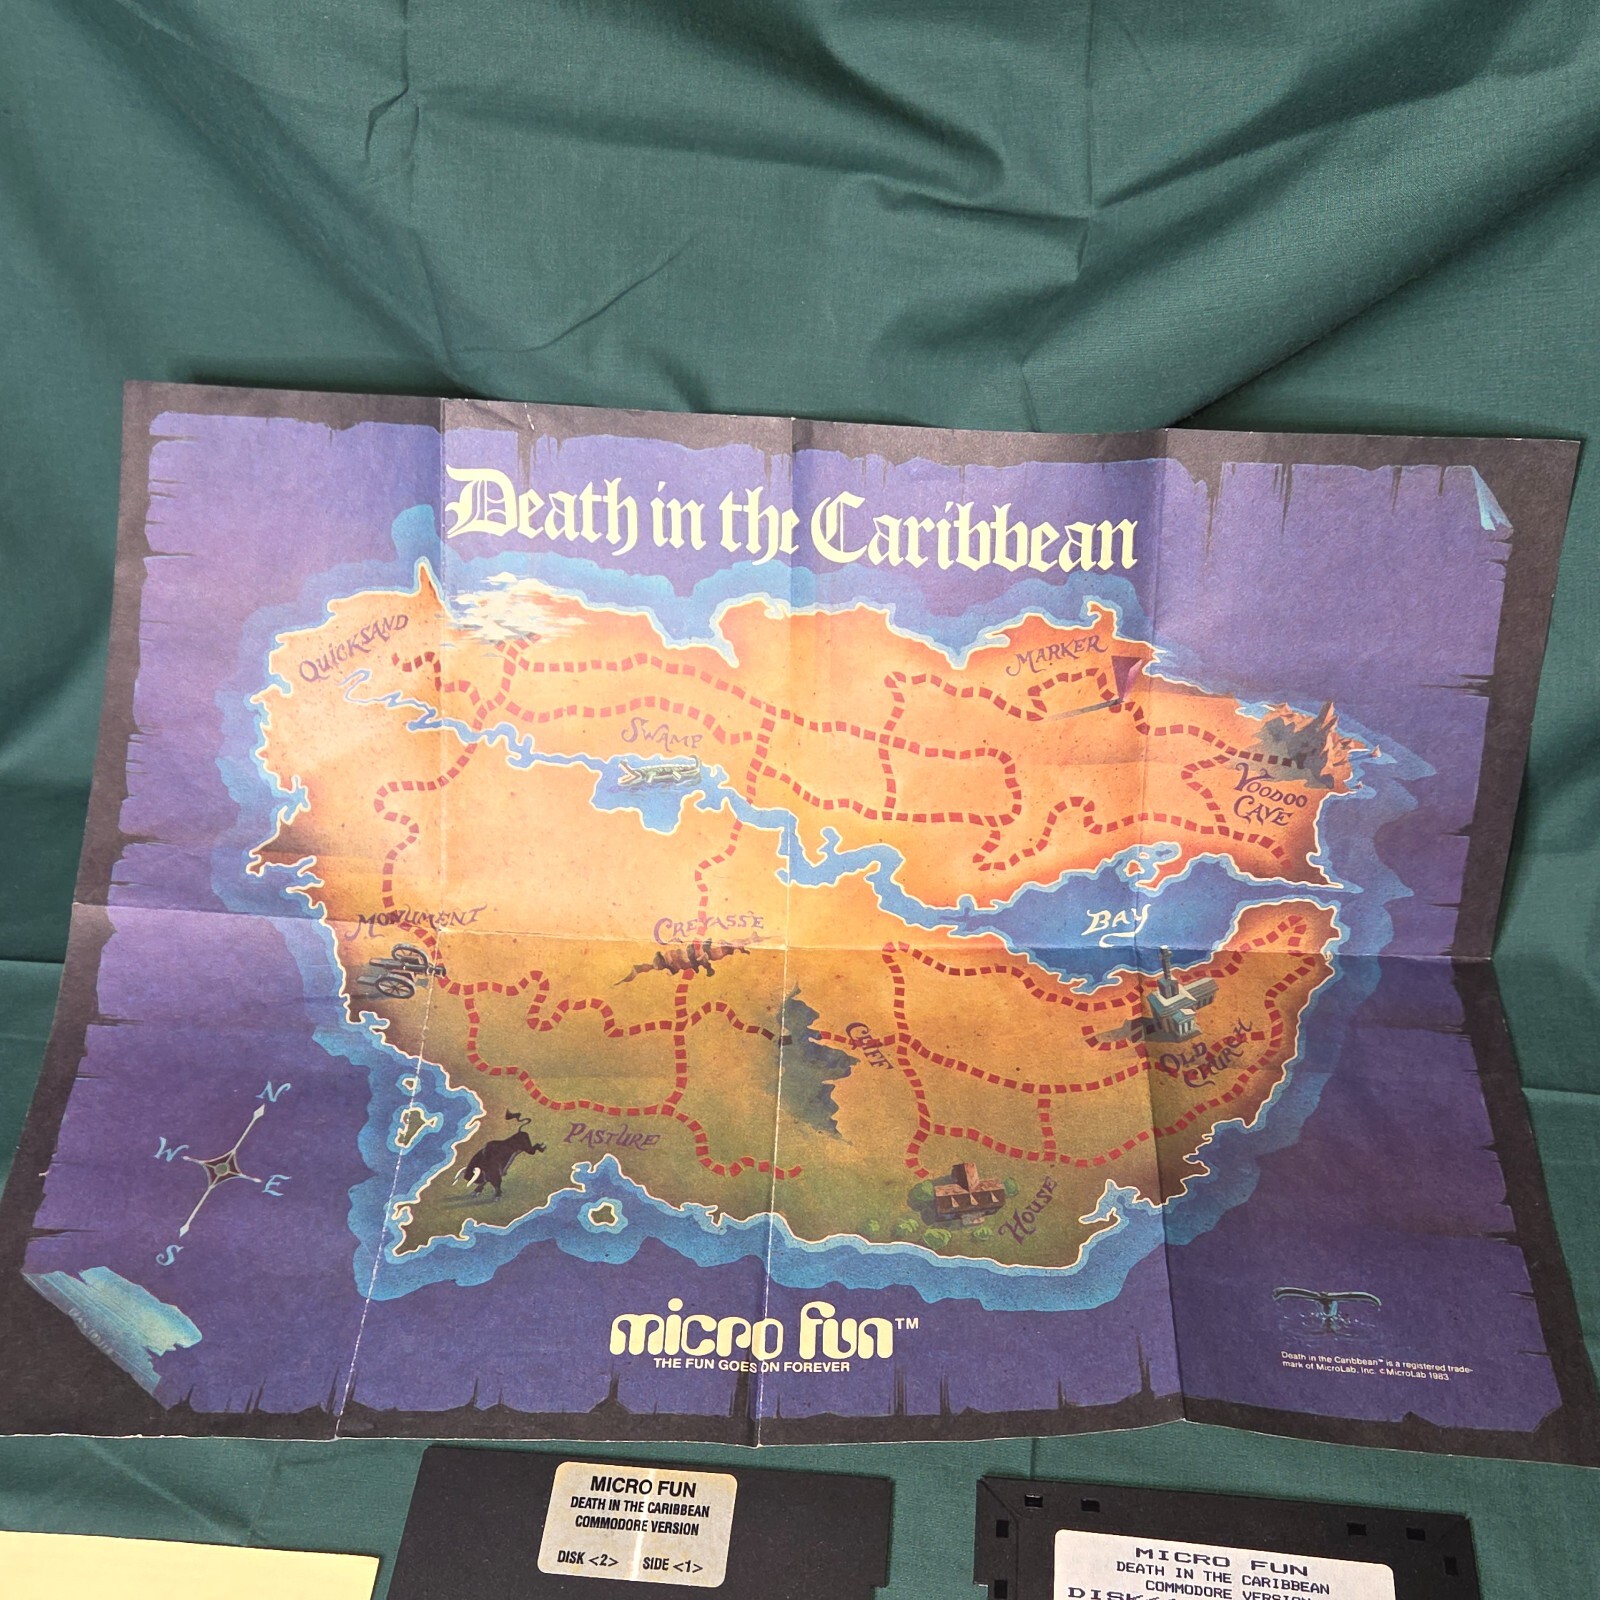 Death in the Caribbean
QUICKSAND
MARKER
SWAMP
VOODOO
CAVE
MONUMENT
CREVASSE
BAY
CLIFF
OLD
CHURCH
N
W
E
S
PASTURE
HOUSE
micro fun™
THE FUN GOES ON FOREVER
Death in the Caribbean™ is a registered trade-
mark of MicroLab, Inc. ©MicroLab 1983.
MICRO FUN
DEATH IN THE CARIBBEAN
COMMODORE VERSION
DISK <2> SIDE <1>
MICRO FUN
DEATH IN THE CARIBBEAN
COMMODORE VERSION
DISK